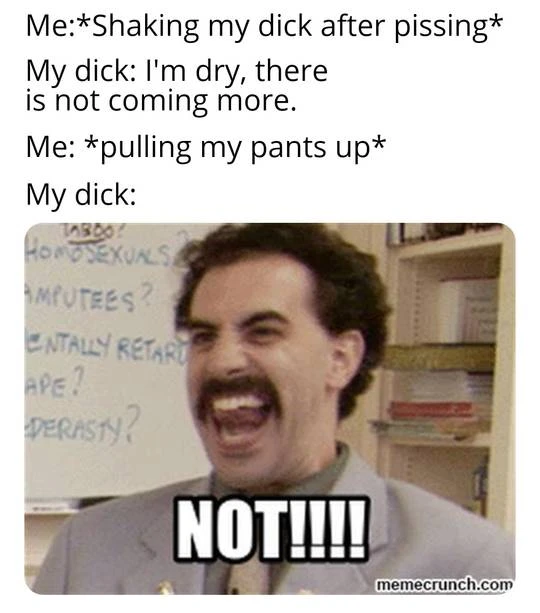 Me:*Shaking my dick after pissing*
My dick: I'm dry, there
is not coming more.
Me: *pulling my pants up*
My dick:
TABOO!
HOMOSEXUALS?
AMPUTEES?
ENTALLY RETARD
APE?
DERASTY?
NOT!!!!
memecrunch.com